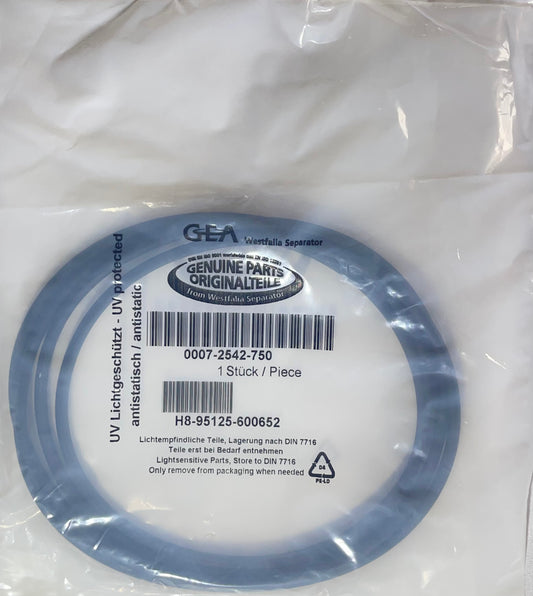 UV Lichtgeschützt - UV protected
antistatisch / antistatic
GEA Westfalia Separator
GENUINE PARTS
ORIGINALTEILE
from Westfalia Separator
0007-2542-750
1 Stück / Piece
H8-95125-600652
Lichtempfindliche Teile, Lagerung nach DIN 7716
Teile erst bei Bedarf entnehmen
Lightsensitive Parts, Store to DIN 7716
Only remove from packaging when needed
04
PE-LD